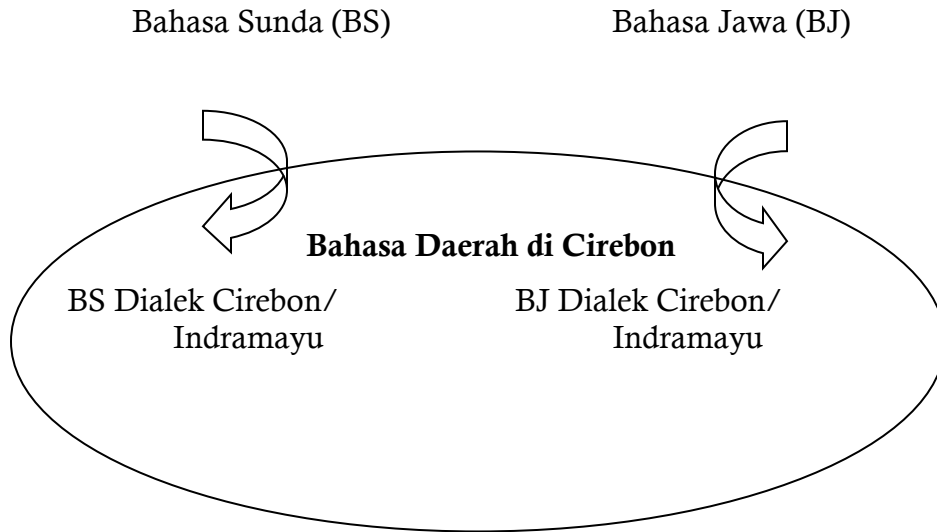 Bahasa Sunda (BS)
Bahasa Jawa (BJ)
Bahasa Daerah di Cirebon
BS Dialek Cirebon/
Indramayu
BJ Dialek Cirebon/
Indramayu